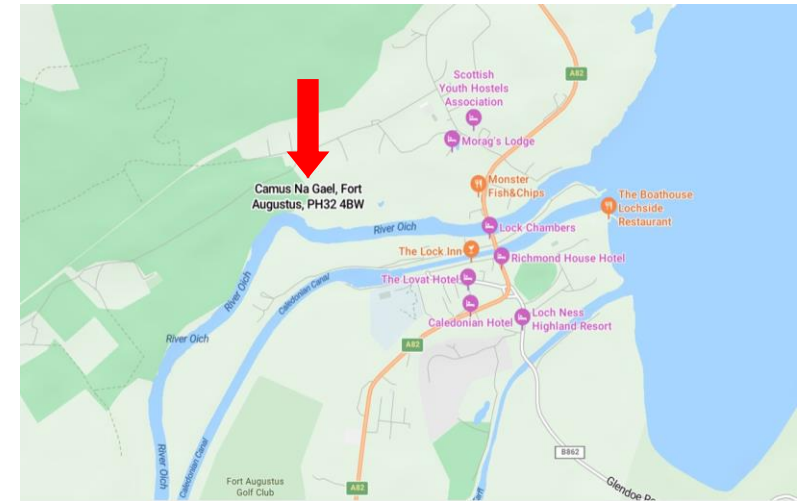 A82
Scottish
Youth Hostels
Association
Morag's Lodge
Camus Na Gael, Fort
Augustus, PH32 4BW
Monster
Fish&Chips
The Boathouse
Lochside
Restaurant
River Oich
Lock Chambers
The Lock Inn
Richmond House Hotel
The Lovat Hotel
River Oich
Caledonian Canal
Caledonian Hotel
Loch Ness
Highland Resort
River Oich
A82
B862
River Oich
Caledonian Canal
Fort Augustus
Golf Club
A82
Tarff
Glendoe